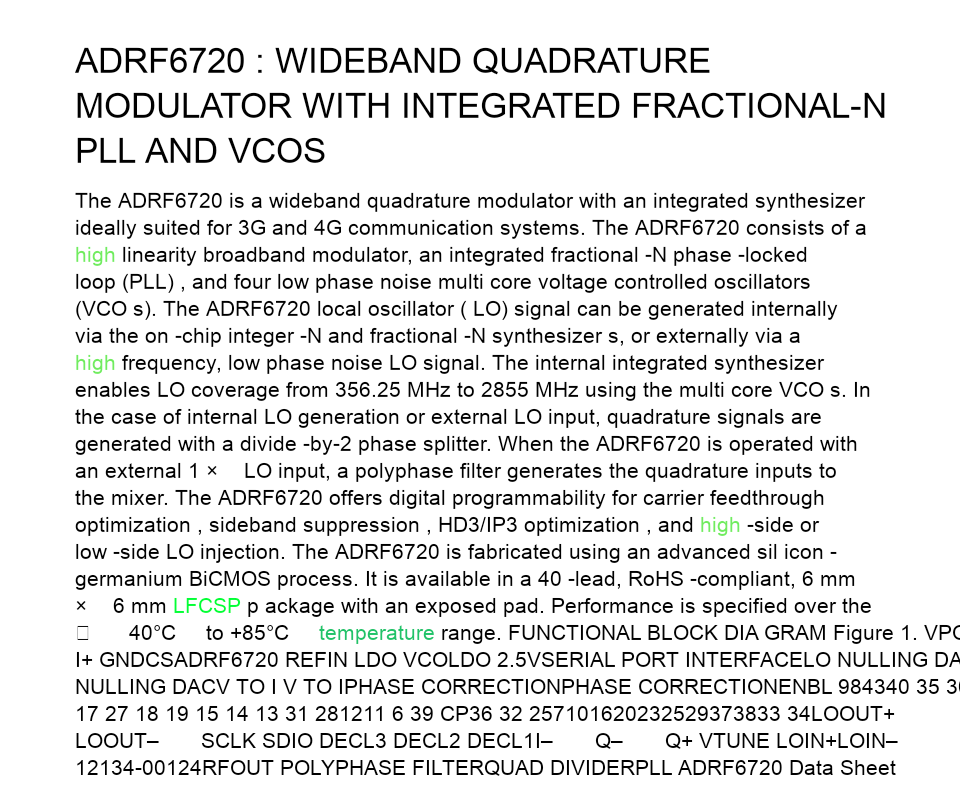 ADRF6720 : WIDEBAND QUADRATURE
MODULATOR WITH INTEGRATED FRACTIONAL-N
PLL AND VCOS
The ADRF6720 is a wideband quadrature modulator with an integrated synthesizer
ideally suited for 3G and 4G communication systems. The ADRF6720 consists of a
high linearity broadband modulator, an integrated fractional -N phase -locked
loop (PLL) , and four low phase noise multi core voltage controlled oscillators
(VCO s). The ADRF6720 local oscillator ( LO) signal can be generated internally
via the on -chip integer -N and fractional -N synthesizer s, or externally via a
high frequency, low phase noise LO signal. The internal integrated synthesizer
enables LO coverage from 356.25 MHz to 2855 MHz using the multi core VCO s. In
the case of internal LO generation or external LO input, quadrature signals are
generated with a divide -by-2 phase splitter. When the ADRF6720 is operated with
an external 1 × LO input, a polyphase filter generates the quadrature inputs to
the mixer. The ADRF6720 offers digital programmability for carrier feedthrough
optimization , sideband suppression , HD3/IP3 optimization , and high -side or
low -side LO injection. The ADRF6720 is fabricated using an advanced sil icon -
germanium BiCMOS process. It is available in a 40 -lead, RoHS -compliant, 6 mm
× 6 mm LFCSP p ackage with an exposed pad. Performance is specified over the
□ 40°C to +85°C temperature range. FUNCTIONAL BLOCK DIA GRAM Figure 1.
I+ GNDCSADRF6720 REFIN LDO VCOLDO 2.5VSERIAL PORT INTERFACELO NULLING
NULLING DACV TO I V TO IPHASE CORRECTIONPHASE CORRECTIONENBL 984340 35
17 27 18 19 15 14 13 31 281211 6 39 CP36 32 257101620232529373833 34LOOUT+
LOOUT– SCLK SDIO DECL3 DECL2 DECL1I– Q– Q+ VTUNE LOIN+LOIN–
12134-00124RFOUT POLYPHASE FILTERQUAD DIVIDERPLL ADRF6720 Data Sheet